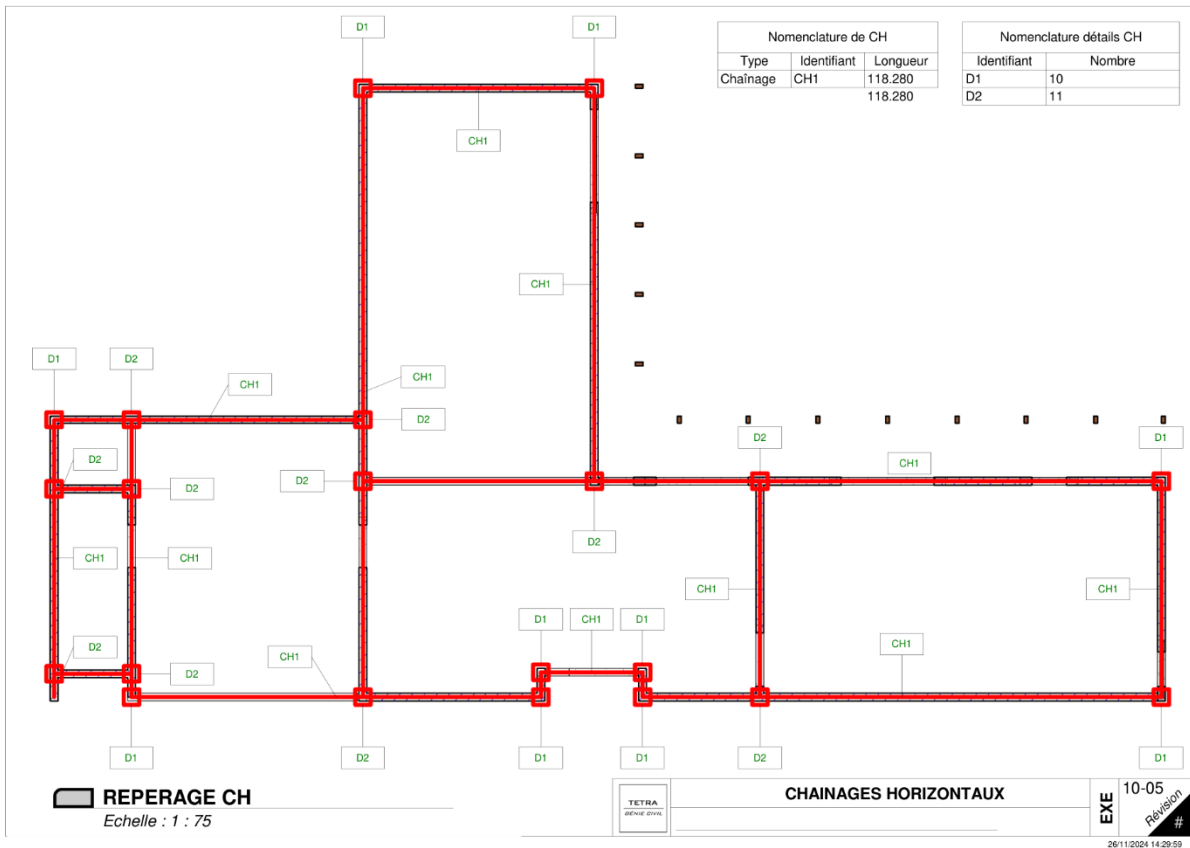 D1 D1
Nomenclature de CH
Type Identifiant Longueur
Chaînage CH1 118.280
118.280
Nomenclature détails CH
Identifiant Nombre
D1 10
D2 11
CH1
CH1
D1 D2
CH1
CH1
D2
D2
D2
D1
CH1
D2
D2
D2
CH1
CH1
CH1
CH1
D1
CH1
D1
D2
CH1
CH1
D2
D1
D2
D1
D1
D2
D1
REPERAGE CH
Echelle : 1 : 75
TETRA
GÉNIE CIVIL
CHAINAGES HORIZONTAUX
EXE
10-05
Révision
#
26/11/2024 14:29:59